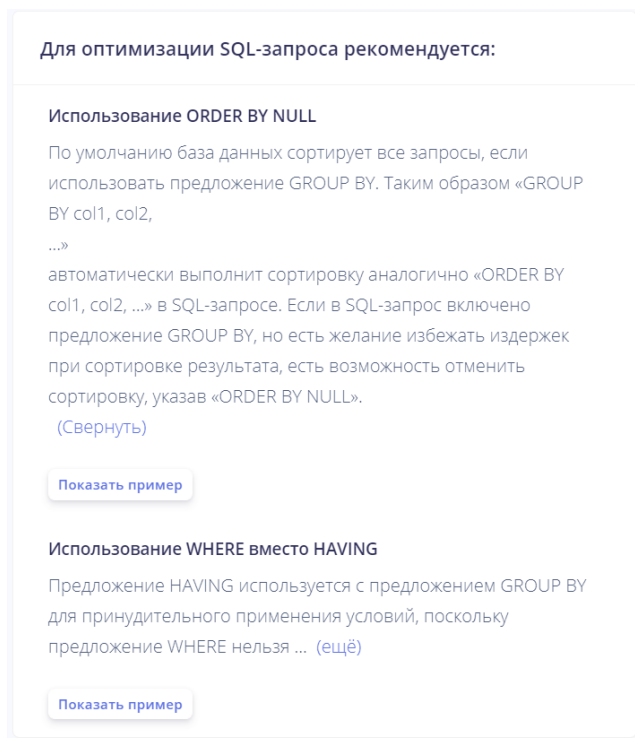 Для оптимизации SQL-запроса рекомендуется:
Использование ORDER BY NULL
По умолчанию база данных сортирует все запросы, если
использовать предложение GROUP BY. Таким образом «GROUP
BY col1, col2,
...»
автоматически выполнит сортировку аналогично «ORDER BY
col1, col2, ...» в SQL-запросе. Если в SQL-запрос включено
предложение GROUP BY, но есть желание избежать издержек
при сортировке результата, есть возможность отменить
сортировку, указав «ORDER BY NULL».
(Свернуть)
Показать пример
Использование WHERE вместо HAVING
Предложение HAVING используется с предложением GROUP BY
для принудительного применения условий, поскольку
предложение WHERE нельзя ... (ещё)
Показать пример